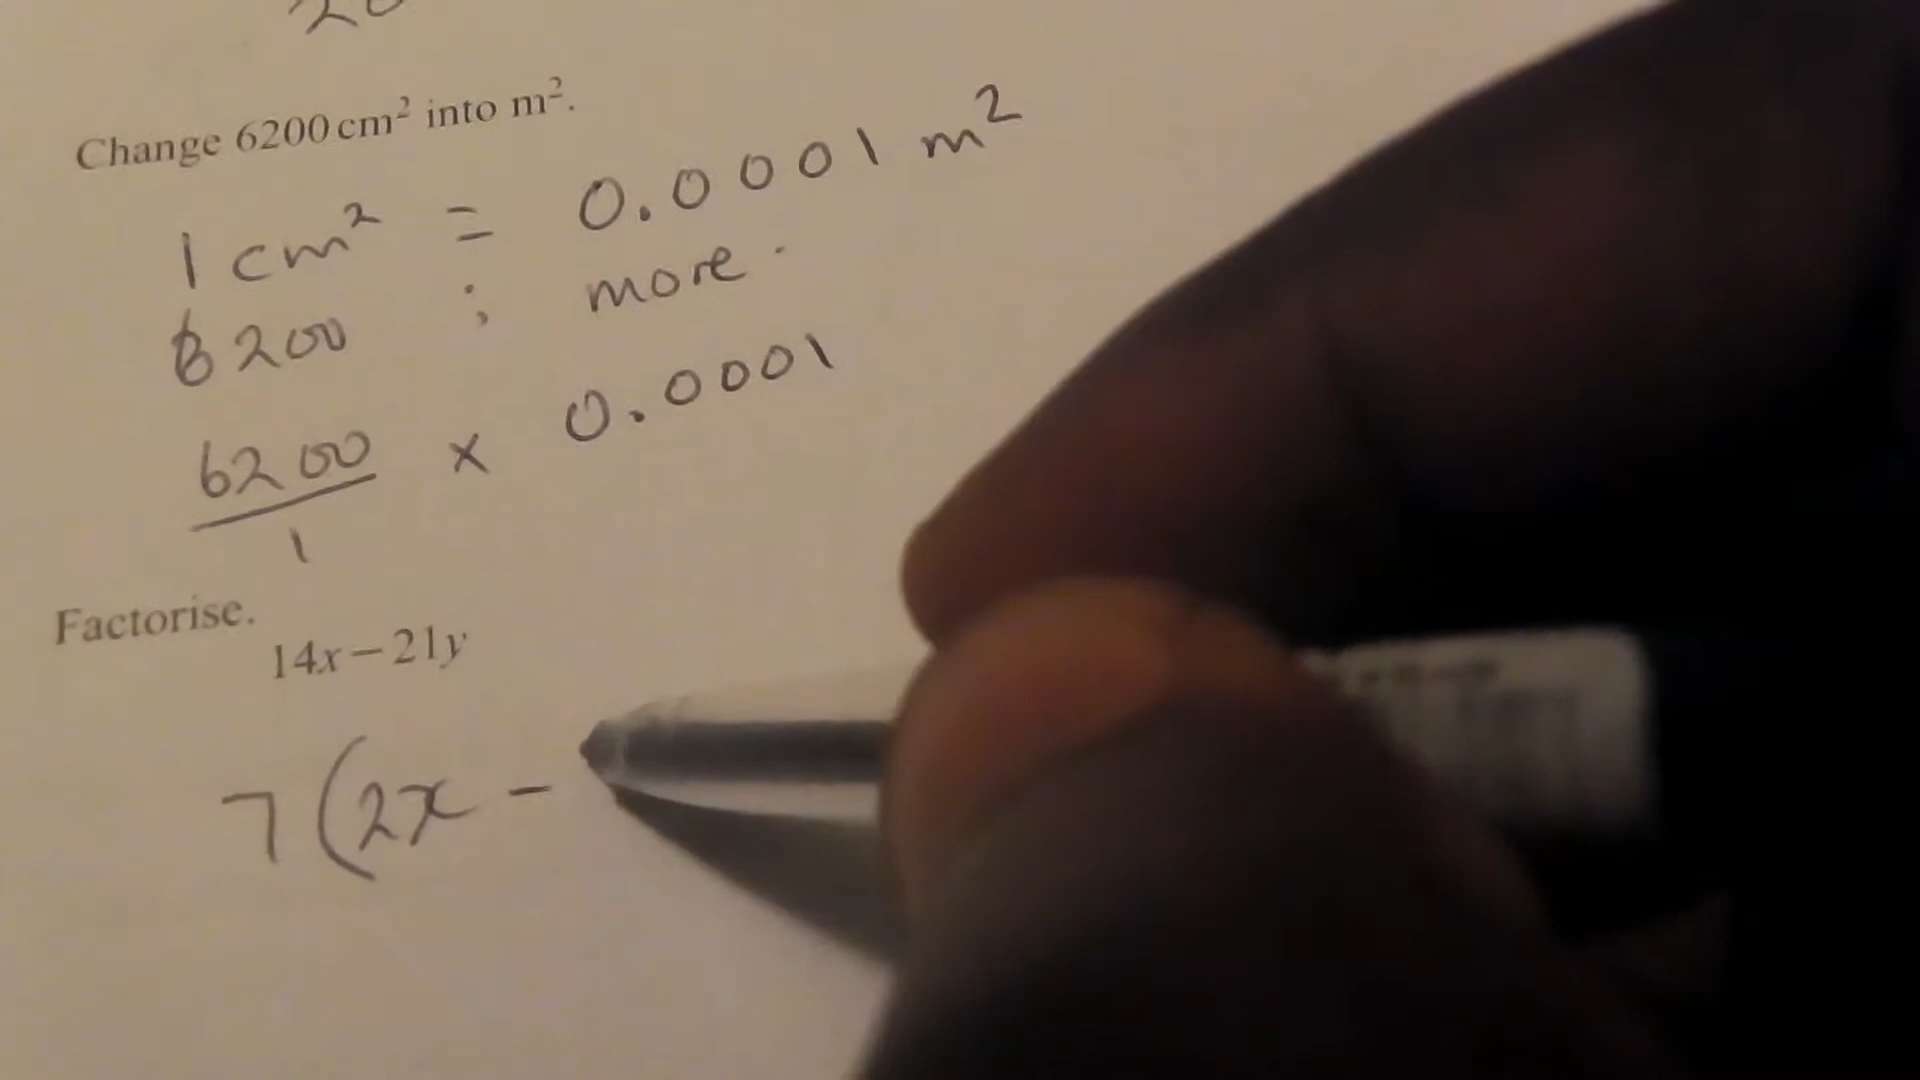 Change 6200 cm² into m².
1 cm² = 0.0001 m²
6200 : more.
6200 × 0.0001
1
Factorise.
14x − 21y
7 (2x -